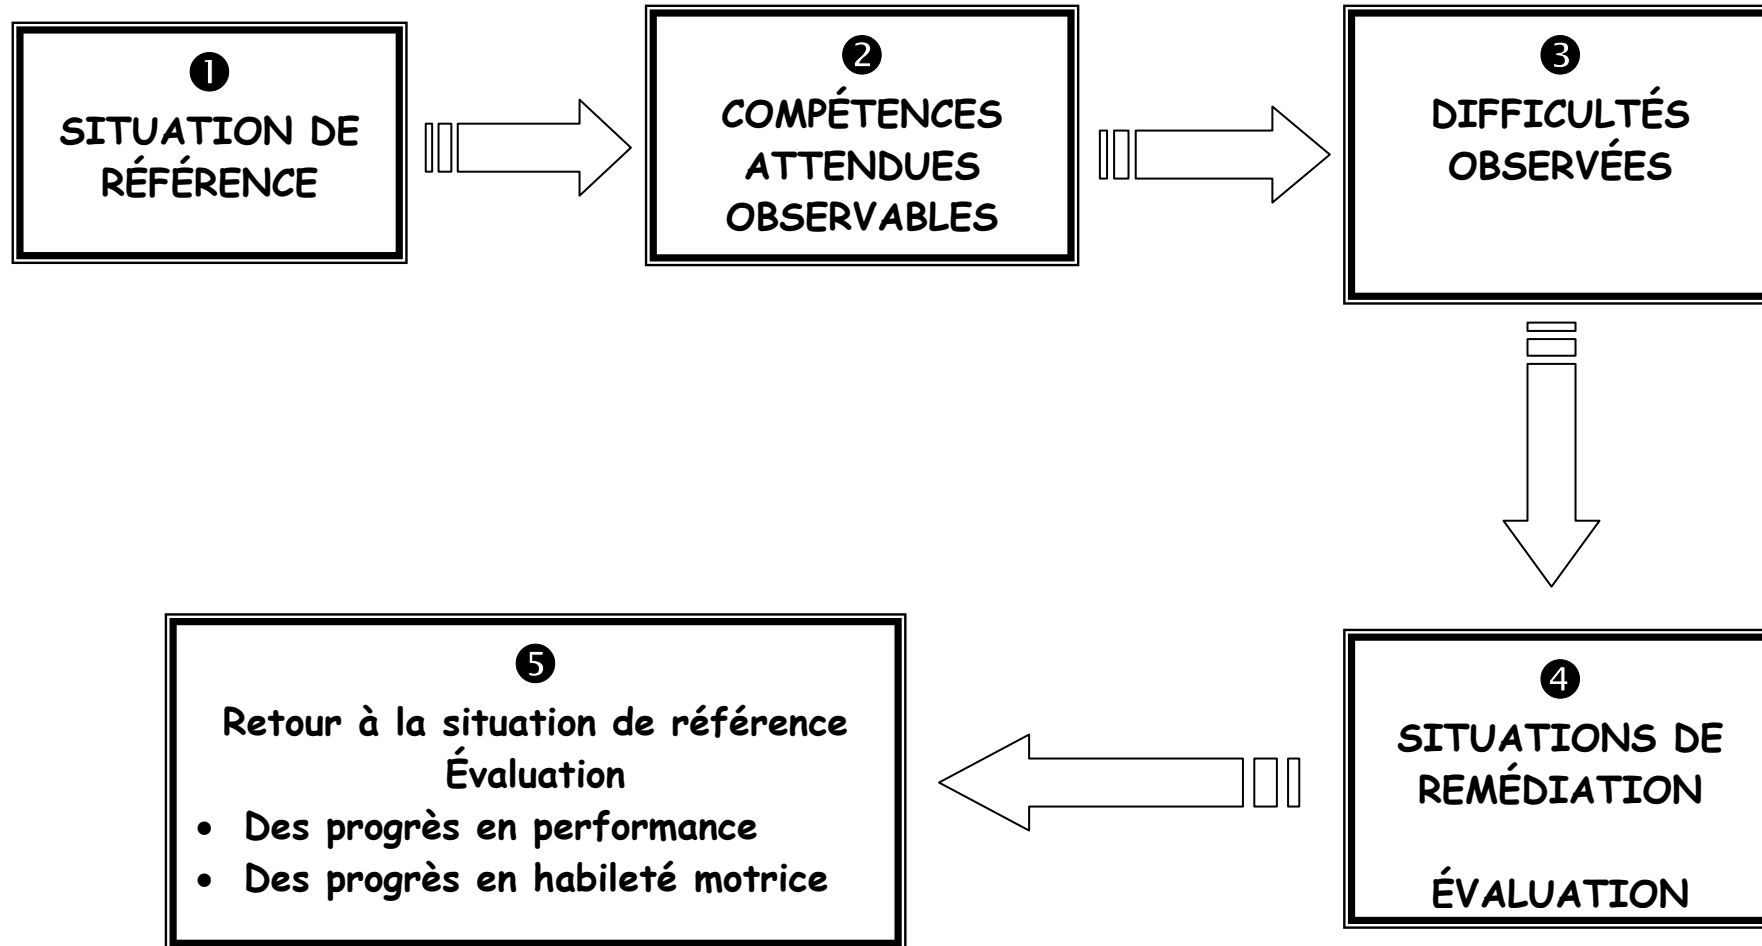 ❶
SITUATION DE
RÉFÉRENCE
❷
COMPÉTENCES
ATTENDUES
OBSERVABLES
❸
DIFFICULTÉS
OBSERVÉES
❹
SITUATIONS DE
REMÉDIATION
ÉVALUATION
❺
Retour à la situation de référence
Évaluation
• Des progrès en performance
• Des progrès en habileté motrice